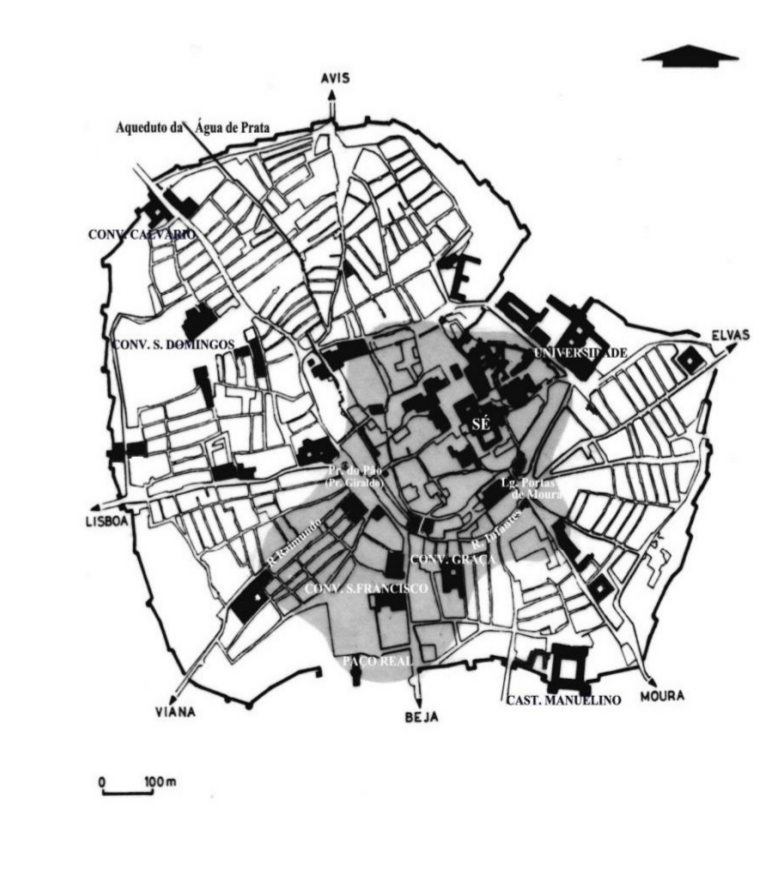 AVIS
Aqueduto da Água de Prata
CONV. CALVÁRIO
CONV. S. DOMINGOS
ELVAS
UNIVERSIDADE
SÉ
Pr. do Pão
(Pr. Giraldo)
Lg. Portas
de Moura
LISBOA
R. Raimundo
R. Infantes
CONV. GRAÇA
CONV. S.FRANCISCO
PAÇO REAL
VIANA
BEJA
CAST. MANUELINO
MOURA
0 100m